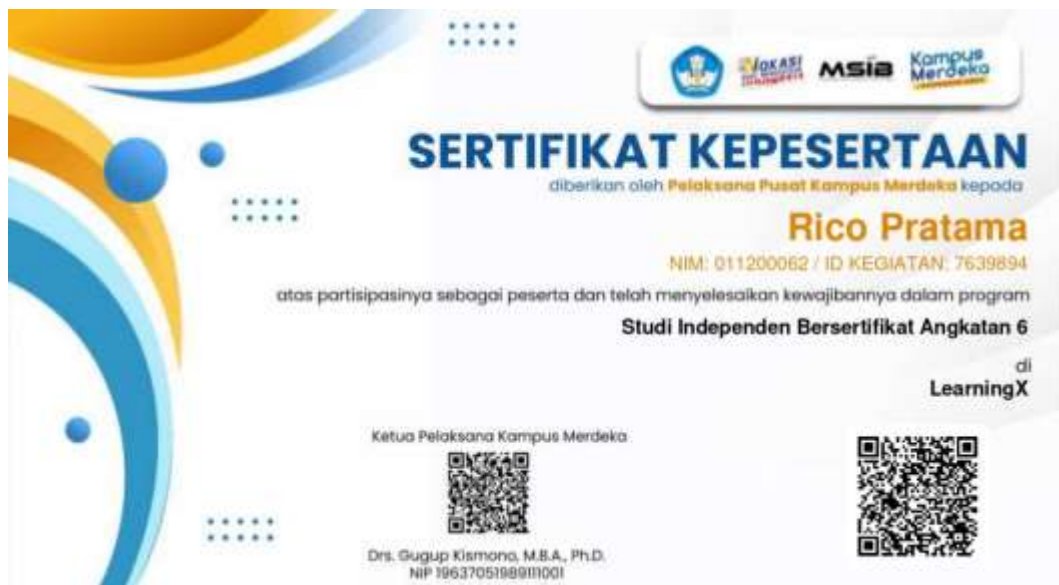 VOKASI
MSIB
Kampus
Merdeka
SERTIFIKAT KEPESERTAAN
diberikan oleh Pelaksana Pusat Kampus Merdeka kepada
Rico Pratama
NIM: 011200062 / ID KEGIATAN: 7639894
atas partisipasinya sebagai peserta dan telah menyelesaikan kewajibannya dalam program
Studi Independen Bersertifikat Angkatan 6
di
LearningX
Ketua Pelaksana Kampus Merdeka
Drs. Gugup Kismono, M.B.A., Ph.D.
NIP 19637051989111001